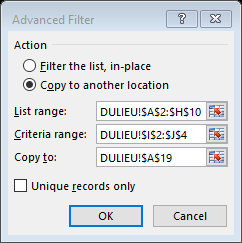 Advanced Filter
Action
Filter the list, in-place
Copy to another location
List range: DULIEU!$A$2:$H$10
Criteria range: DULIEU!$I$2:$J$4
Copy to: DULIEU!$A$19
Unique records only
OK Cancel